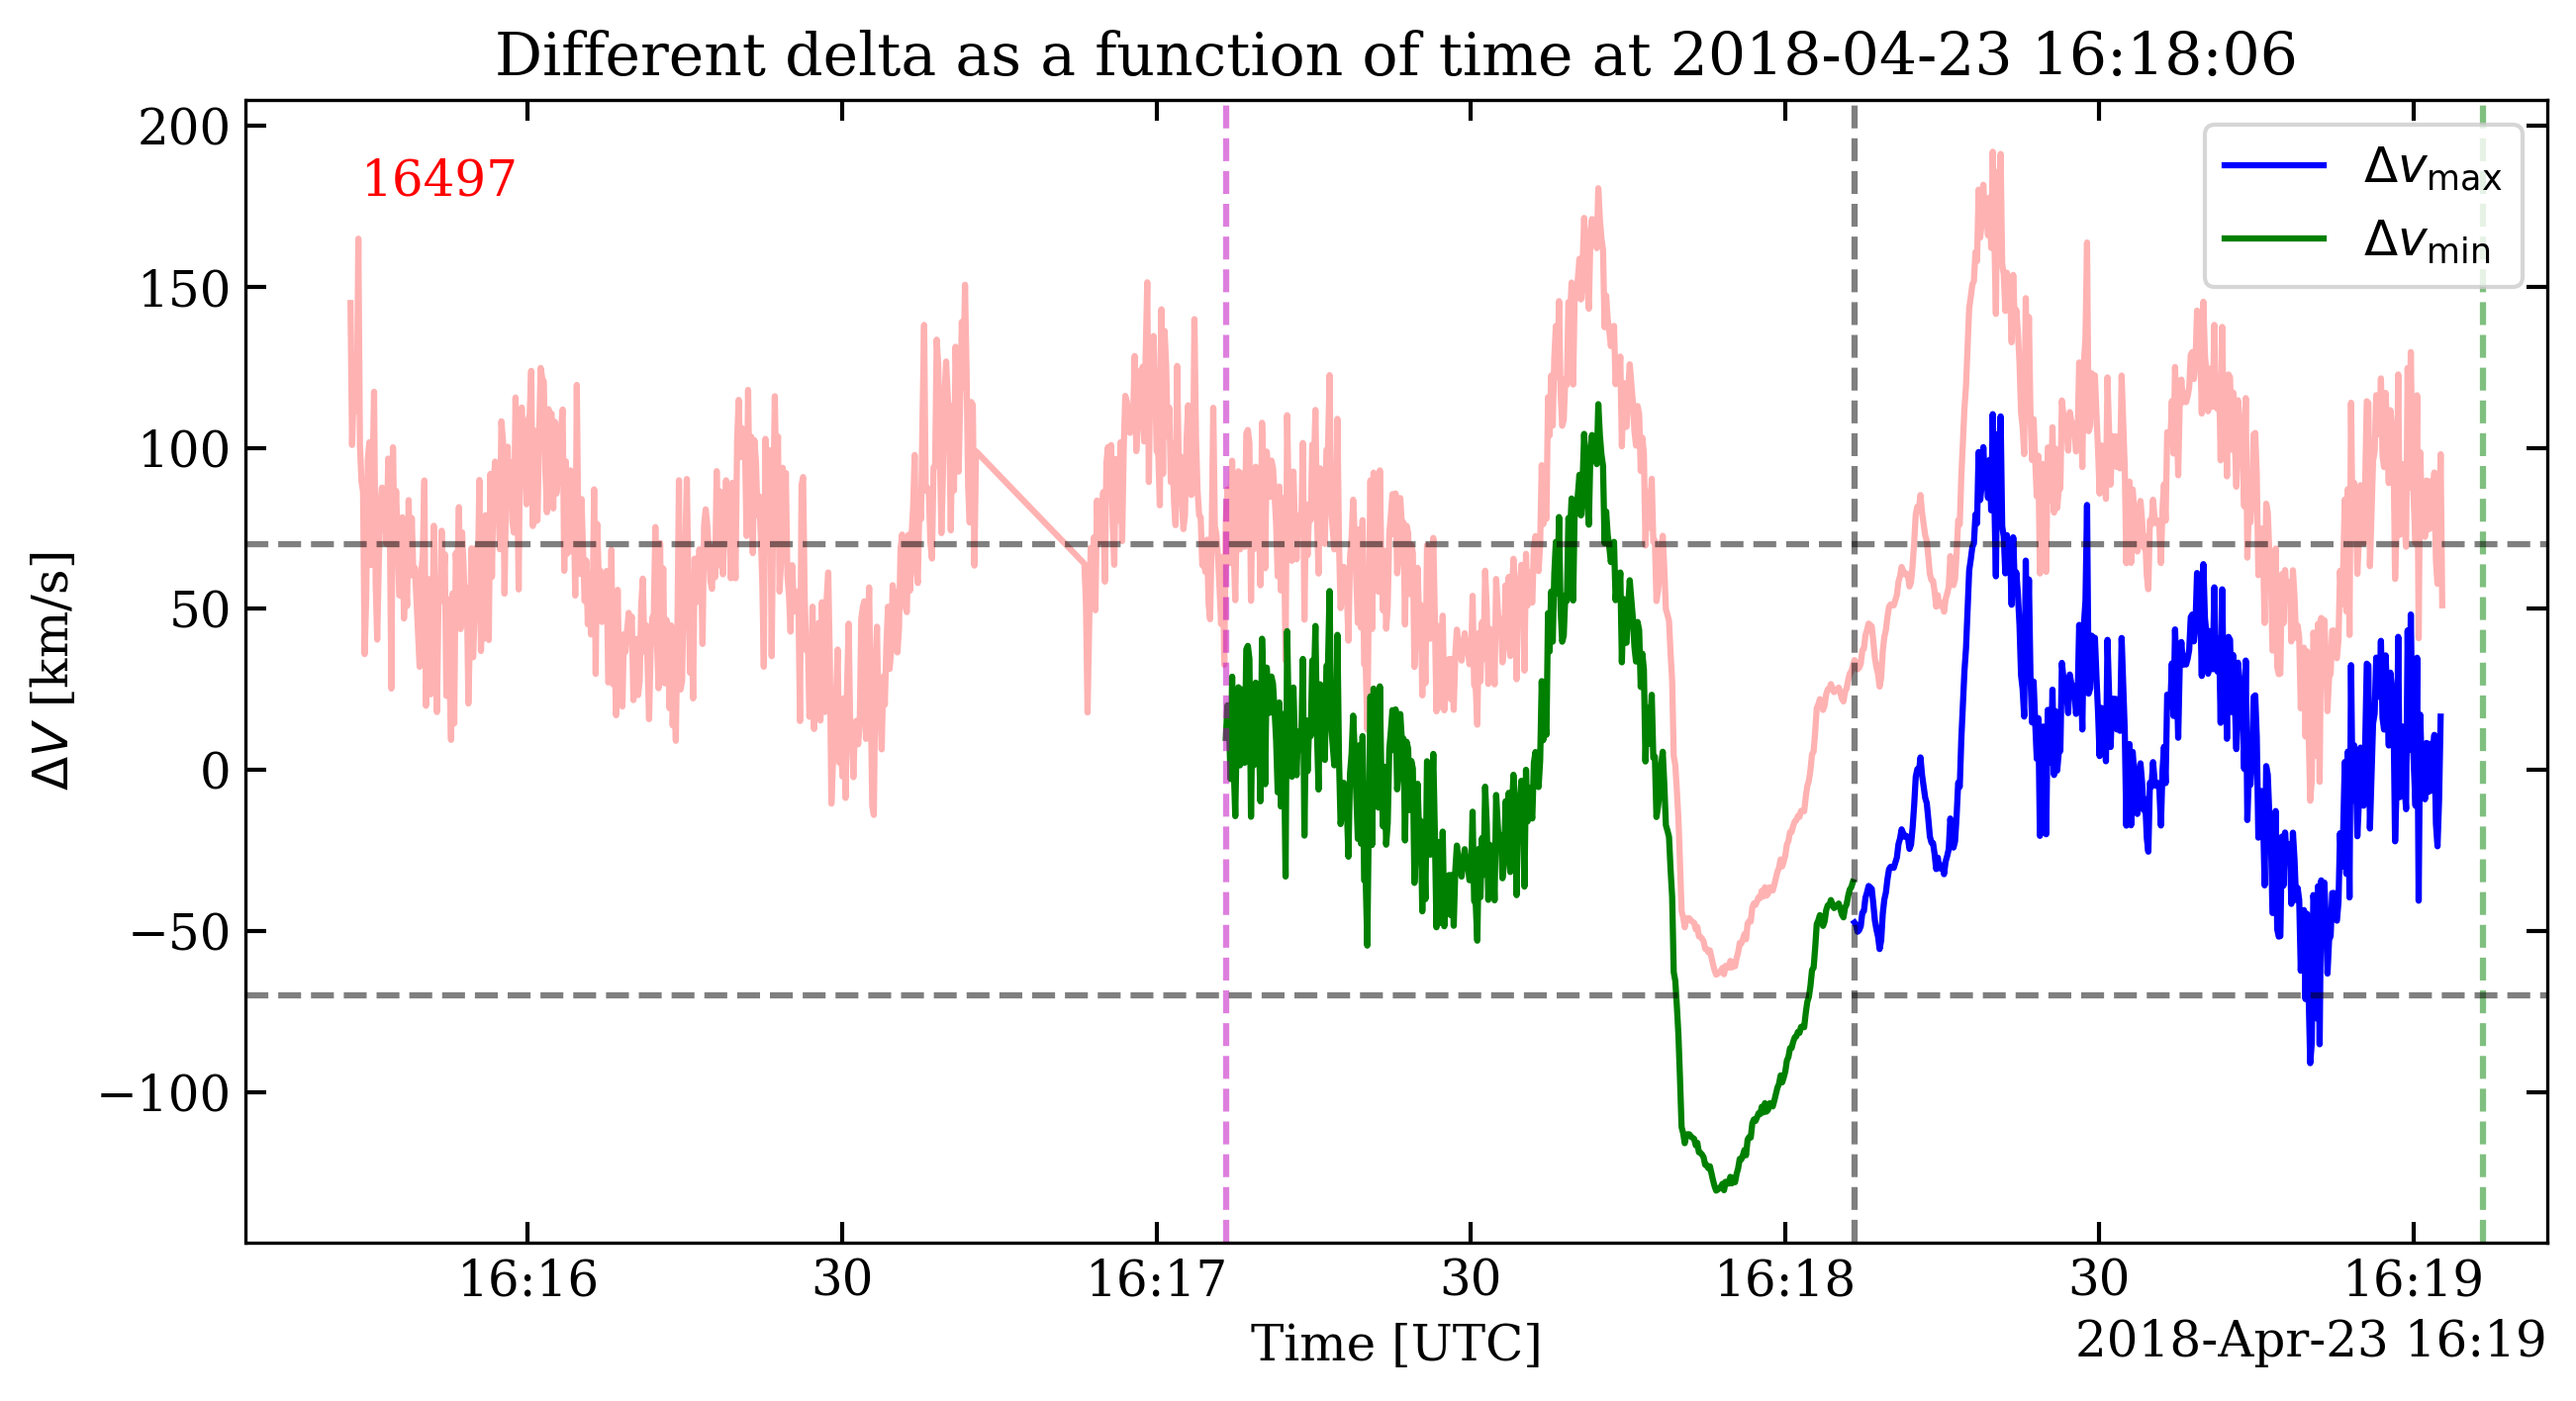 Different delta as a function of time at 2018-04-23 16:18:06
200
150
100
50
0
−50
−100
ΔV [km/s]
16497
Δv_max
Δv_min
16:16 30 16:17 30 16:18 30 16:19
Time [UTC]
2018-Apr-23 16:19